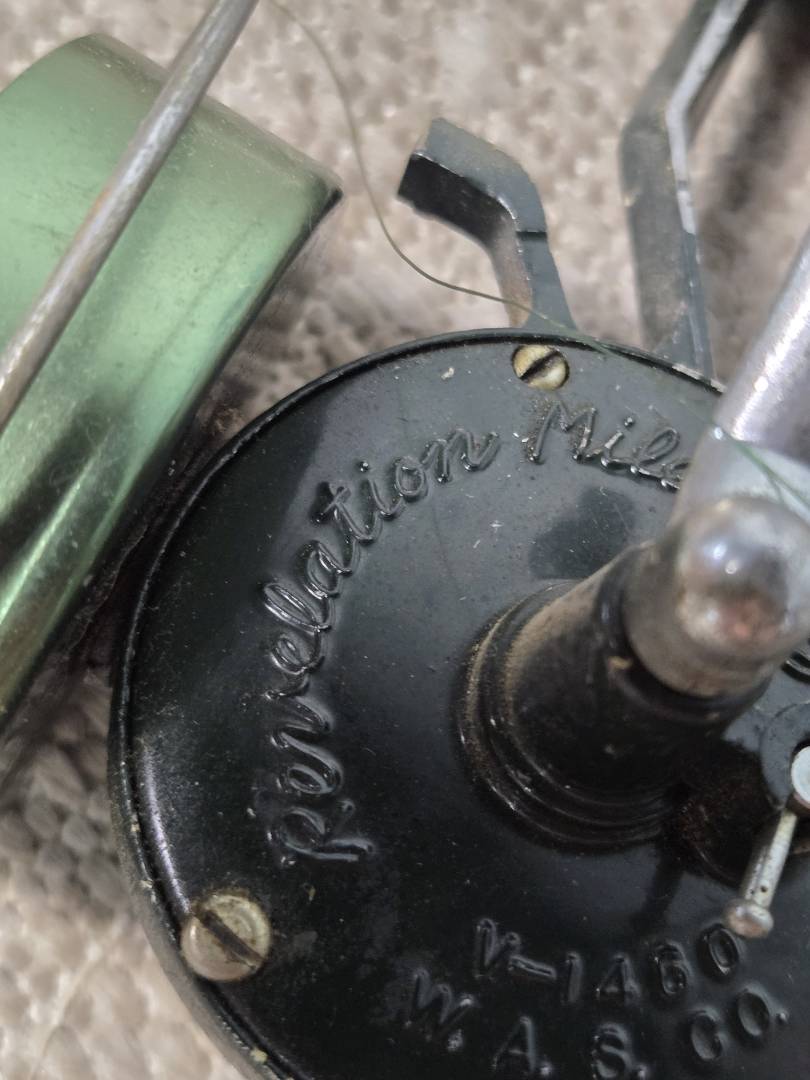 Revelation
V-1460
W. A. S. CO.